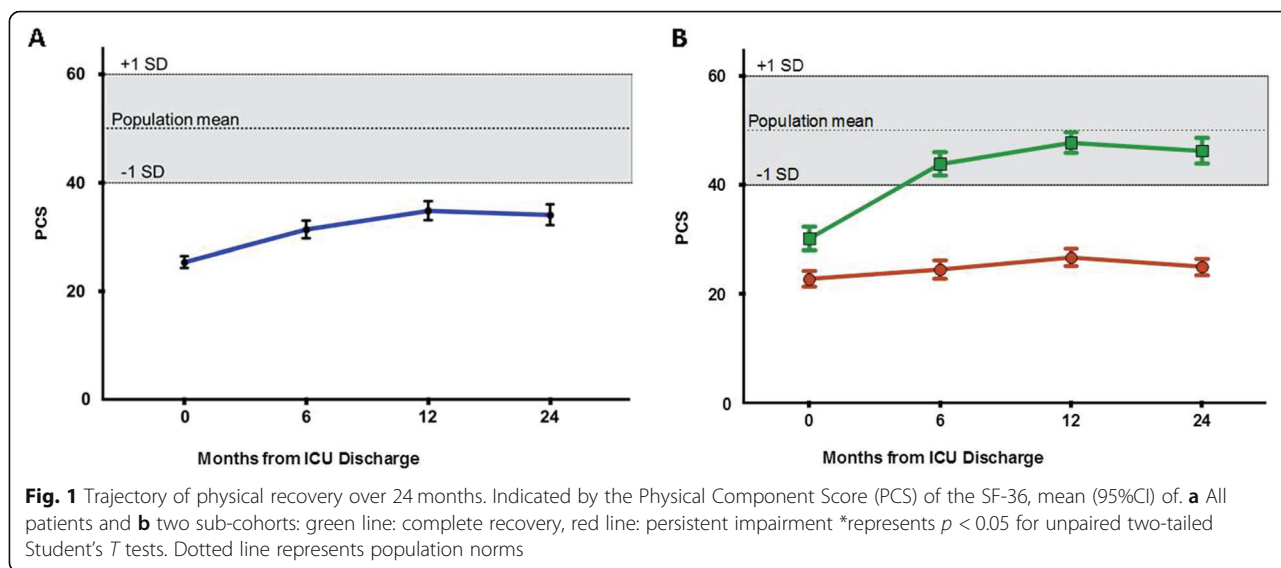 A
+1 SD
60
Population mean
-1 SD
40
PCS
20
0
0 6 12 24
Months from ICU Discharge
B
+1 SD
60
Population mean
-1 SD
40
PCS
20
0
0 6 12 24
Months from ICU Discharge
Fig. 1 Trajectory of physical recovery over 24 months. Indicated by the Physical Component Score (PCS) of the SF-36, mean (95%CI) of. a All
patients and b two sub-cohorts: green line: complete recovery, red line: persistent impairment *represents p < 0.05 for unpaired two-tailed
Student's T tests. Dotted line represents population norms